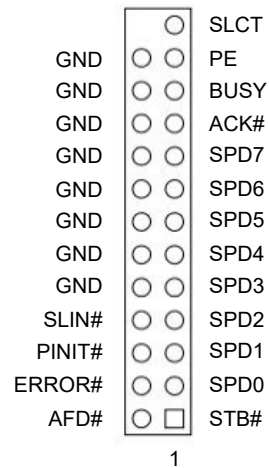 SLCT
GND PE
GND BUSY
GND ACK#
GND SPD7
GND SPD6
GND SPD5
GND SPD4
GND SPD3
SLIN# SPD2
PINIT# SPD1
ERROR# SPD0
AFD# STB#
1